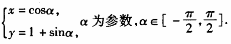 {x = cosα,
y = 1 + sinα, α为参数, α∈[-π/2, π/2].